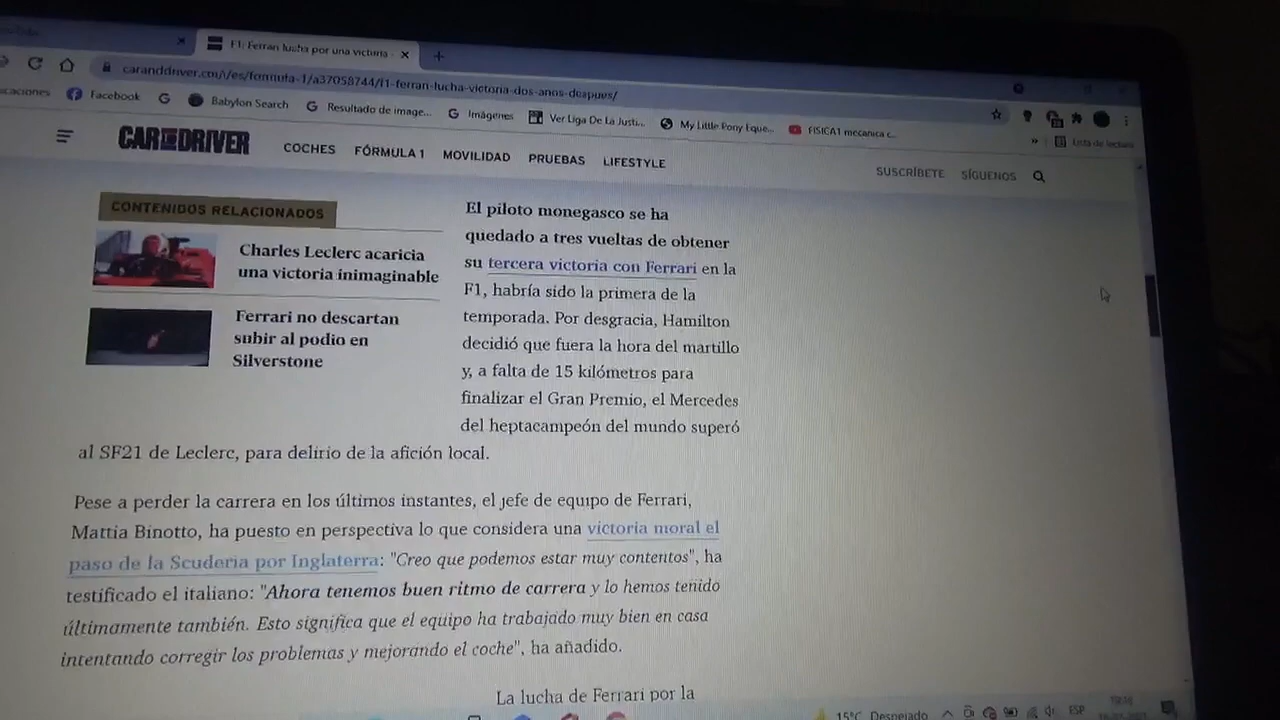 F1: Ferran lucha por una victoria
caranddriver.com/es/formula-1/a37058744/f1-ferran-lucha-victoria-dos-anos-despues/
Facebook
G
Babylon Search
Resultado de image...
Imágenes
Ver Liga De La Justi...
My Little Pony Eque...
FISICA1 mecanica c...
»
Lista de lectura
CAR AND DRIVER
COCHES
FÓRMULA 1
MOVILIDAD
PRUEBAS
LIFESTYLE
SUSCRÍBETE
SÍGUENOS
CONTENIDOS RELACIONADOS
Charles Leclerc acaricia
una victoria inimaginable
Ferrari no descartan
subir al podio en
Silverstone
El piloto monegasco se ha
quedado a tres vueltas de obtener
su tercera victoria con Ferrari en la
F1, habría sido la primera de la
temporada. Por desgracia, Hamilton
decidió que fuera la hora del martillo
y, a falta de 15 kilómetros para
finalizar el Gran Premio, el Mercedes
del heptacampeón del mundo superó
al SF21 de Leclerc, para delirio de la afición local.
Pese a perder la carrera en los últimos instantes, el jefe de equipo de Ferrari,
Mattia Binotto, ha puesto en perspectiva lo que considera una victoria moral el
paso de la Scuderia por Inglaterra: "Creo que podemos estar muy contentos", ha
testificado el italiano: "Ahora tenemos buen ritmo de carrera y lo hemos tenido
últimamente también. Esto significa que el equipo ha trabajado muy bien en casa
intentando corregir los problemas y mejorando el coche", ha añadido.
La lucha de Ferrari por la
15°C Despejado
ESP